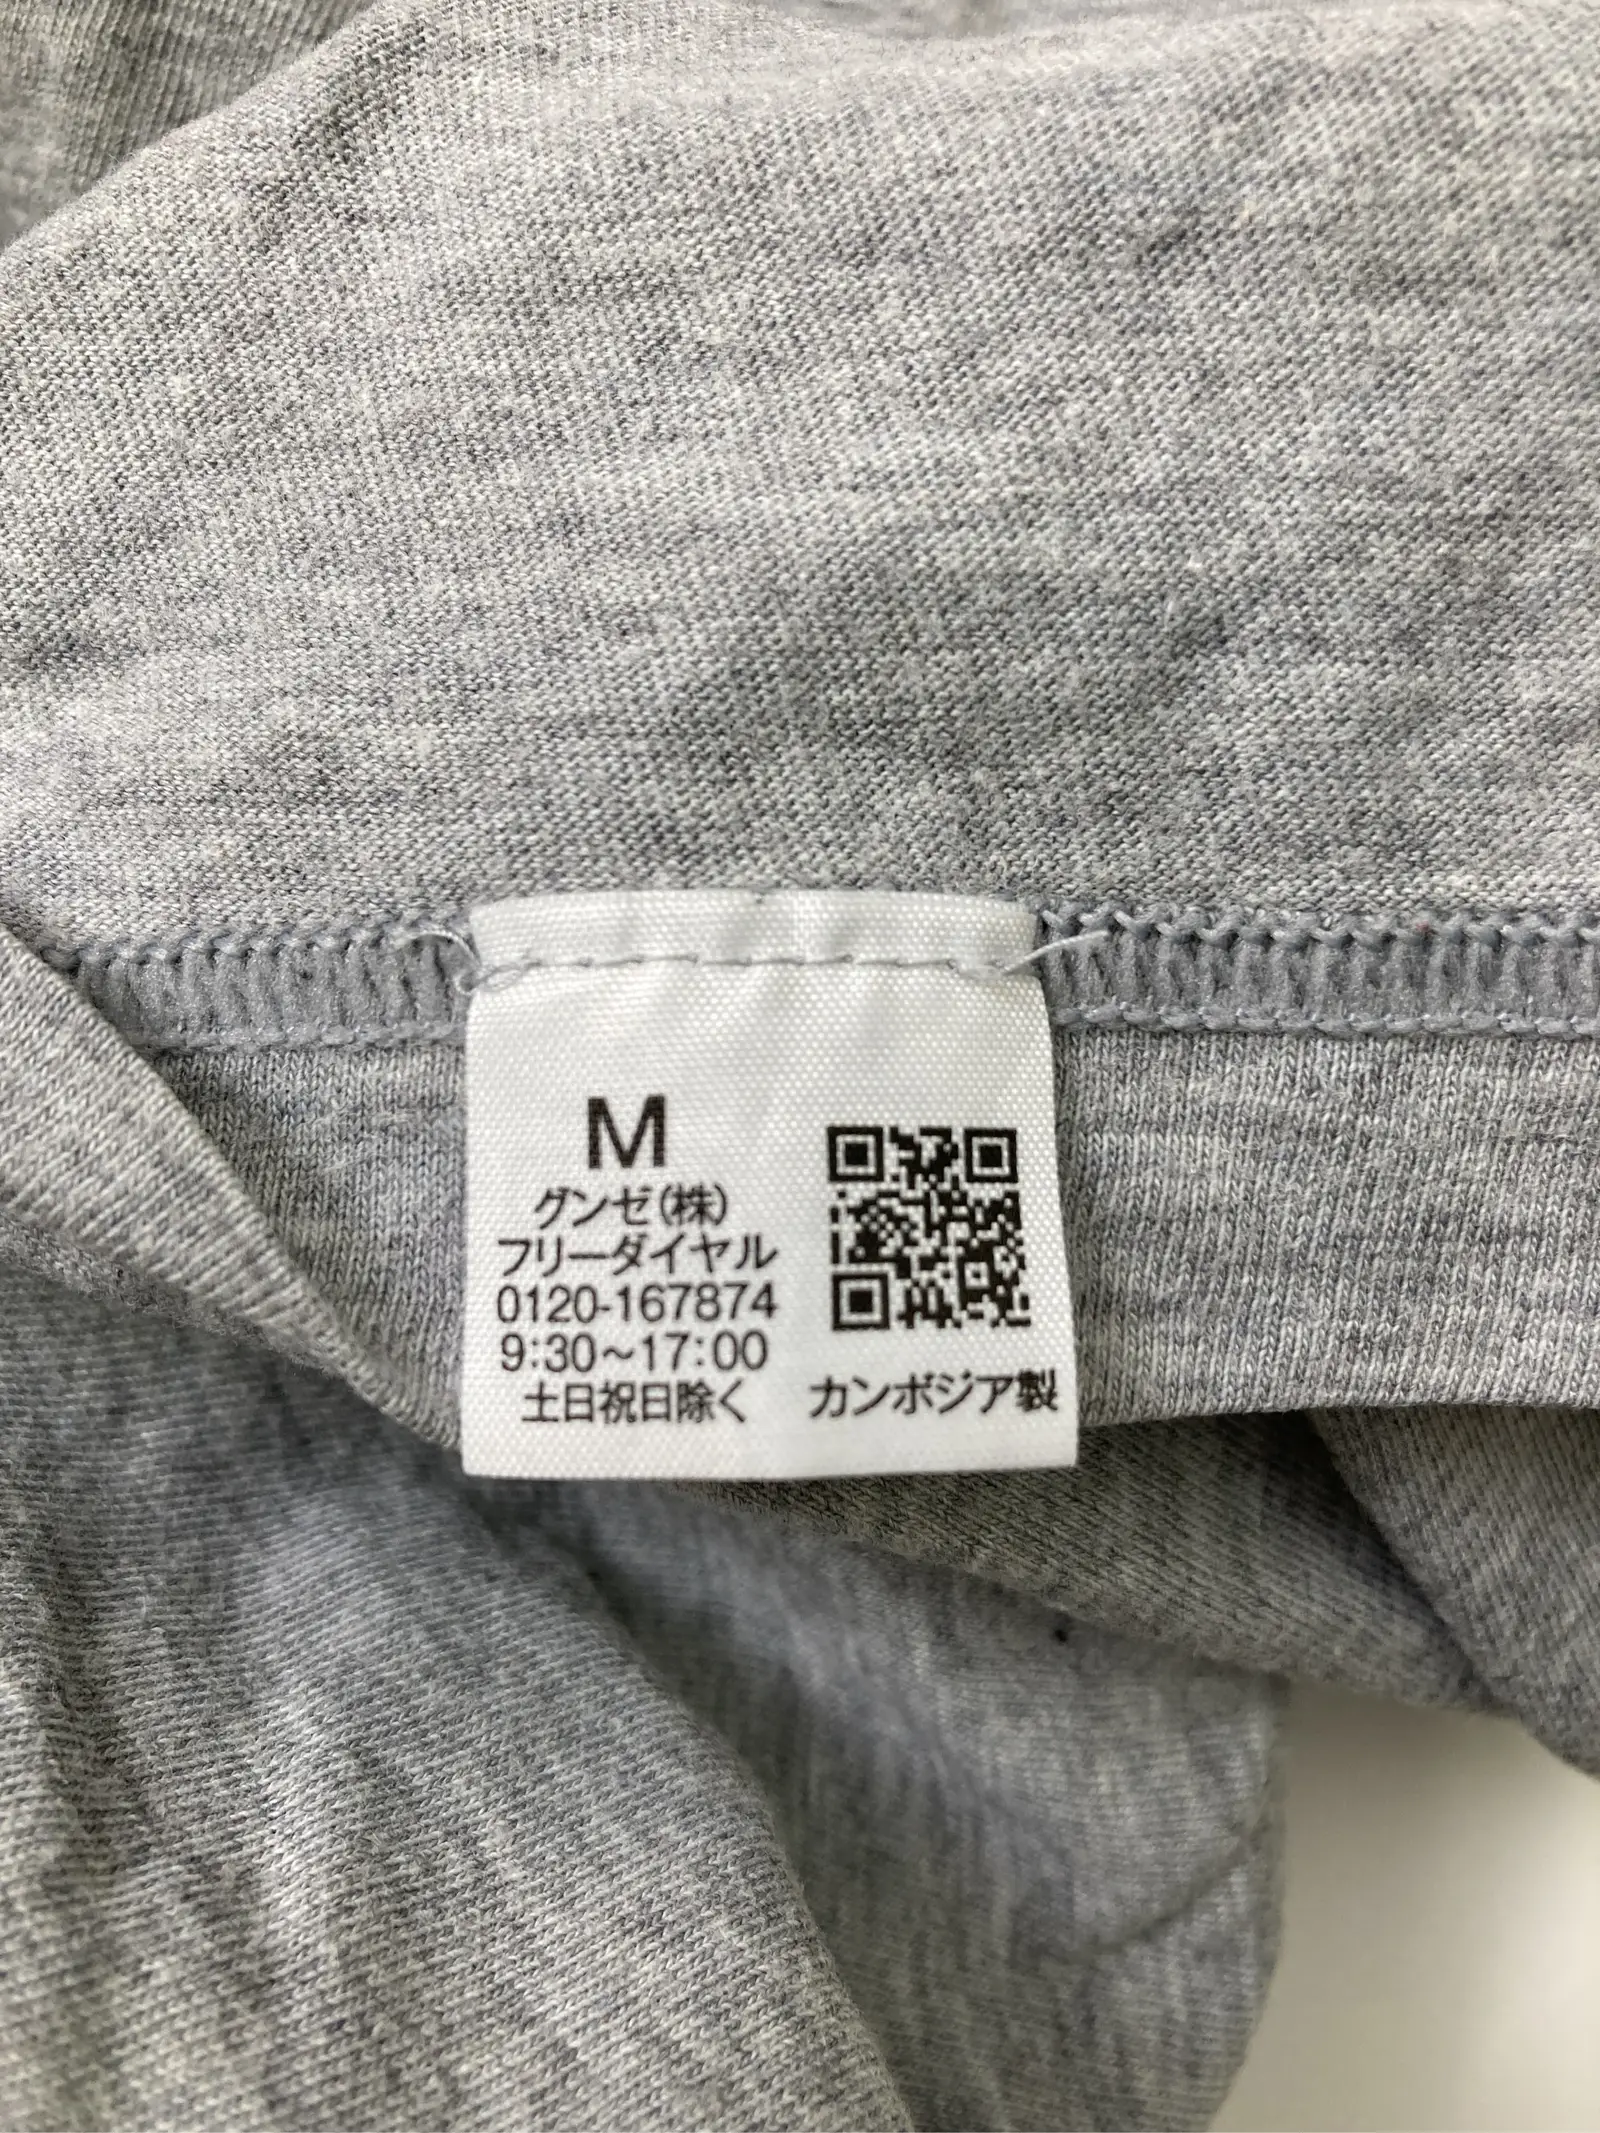 M
グンゼ(株)
フリーダイヤル
0120-167874
9:30～17:00
土日祝日除く
カンボジア製